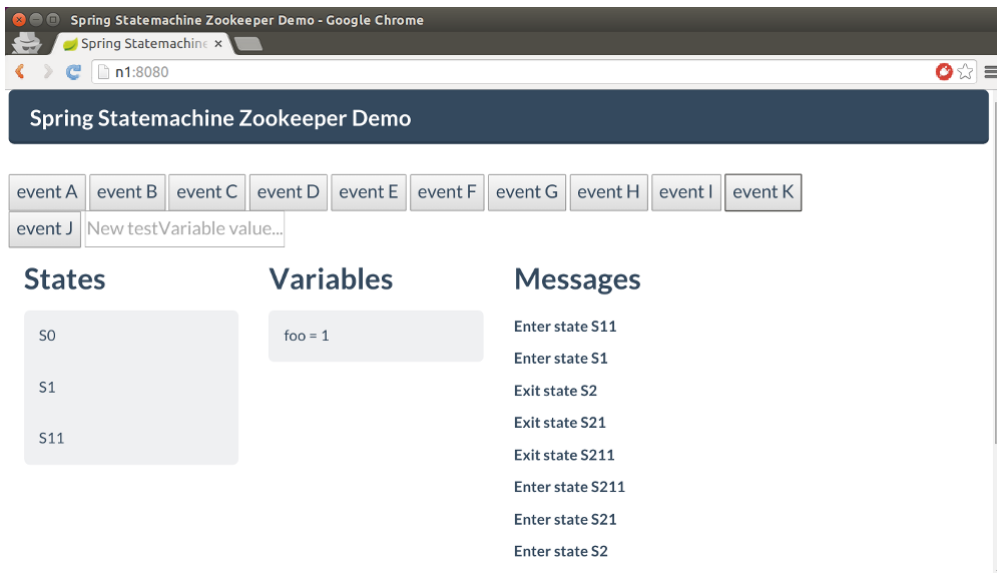 Spring Statemachine Zookeeper Demo - Google Chrome
Spring Statemachine
n1:8080
Spring Statemachine Zookeeper Demo
event A event B event C event D event E event F event G event H event I event K
event J New testVariable value...
States Variables Messages
S0
S1
S11
foo = 1
Enter state S11
Enter state S1
Exit state S2
Exit state S21
Exit state S211
Enter state S211
Enter state S21
Enter state S2